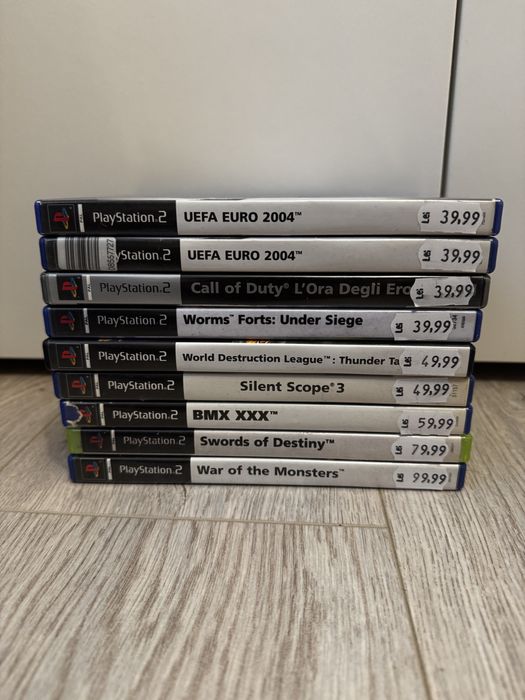 PlayStation.2 UEFA EURO 2004™ 39,99
yStation.2 UEFA EURO 2004™ 39,99
PlayStation.2 Call of Duty® L'Ora Degli Ero 39,99
PlayStation.2 Worms™ Forts: Under Siege 39,99
PlayStation.2 World Destruction League™: Thunder Ta 49,99
PlayStation.2 Silent Scope® 3 49,99
PlayStation.2 BMX XXX™ 59,99
PlayStation.2 Swords of Destiny™ 79,99
PlayStation.2 War of the Monsters™ 99,99